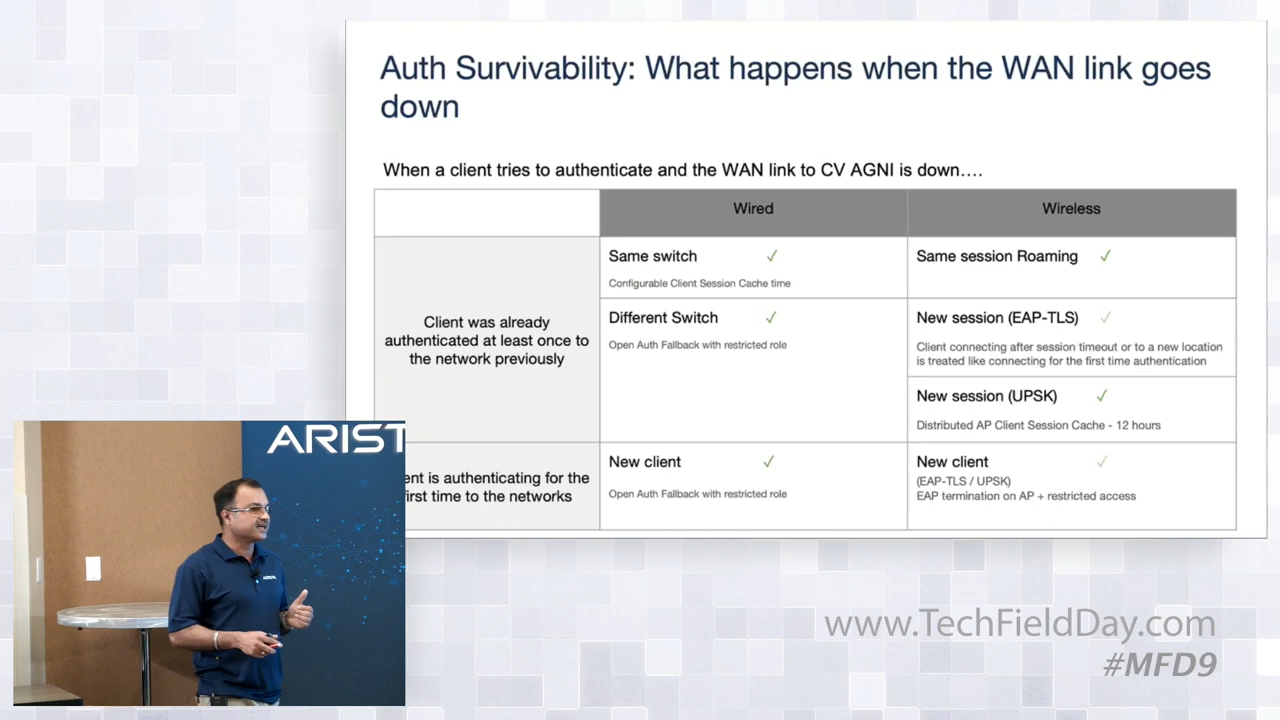 Auth Survivability: What happens when the WAN link goes
down
When a client tries to authenticate and the WAN link to CV AGNI is down….
Wired
Wireless
Client was already
authenticated at least once to
the network previously
Same switch ✓
Configurable Client Session Cache time
Same session Roaming ✓
Different Switch ✓
Open Auth Fallback with restricted role
New session (EAP-TLS) ✓
Client connecting after session timeout or to a new location
is treated like connecting for the first time authentication
New session (UPSK) ✓
Distributed AP Client Session Cache - 12 hours
is authenticating for the
time to the networks
New client ✓
Open Auth Fallback with restricted role
New client ✓
(EAP-TLS / UPSK)
EAP termination on AP + restricted access
ARIST
ARISTA
www.TechFieldDay.com
#MFD9